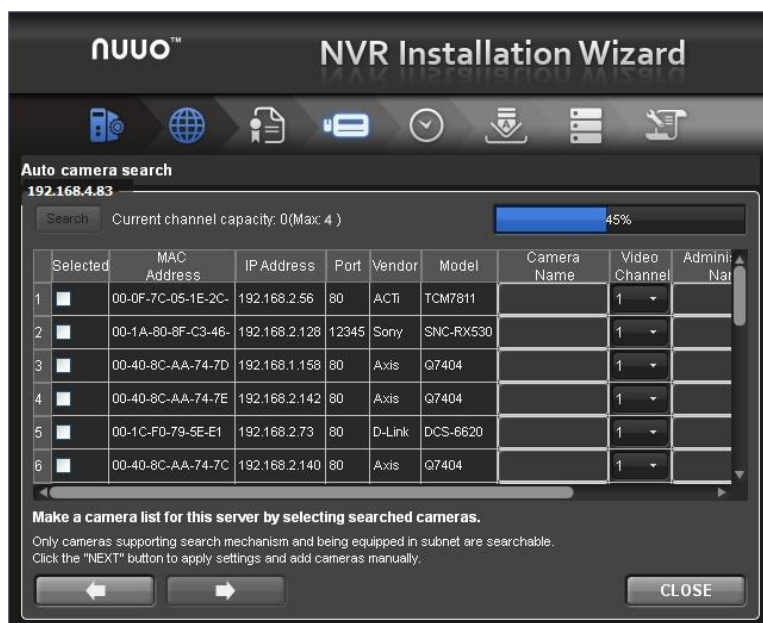 nuuo™ NVR Installation Wizard
Auto camera search
192.168.4.83
Search Current channel capacity: 0(Max: 4 ) 45%
Selected MAC Address IP Address Port Vendor Model Camera Name Video Channel
1 00-0F-7C-05-1E-2C- 192.168.2.56 80 ACTi TCM7811 1
2 00-1A-80-8F-C3-46- 192.168.2.128 12345 Sony SNC-RX530 1
3 00-40-8C-AA-74-7D 192.168.1.158 80 Axis Q7404 1
4 00-40-8C-AA-74-7E 192.168.2.142 80 Axis Q7404 1
5 00-1C-F0-79-5E-E1 192.168.2.73 80 D-Link DCS-6620 1
6 00-40-8C-AA-74-7C 192.168.2.140 80 Axis Q7404 1
Make a camera list for this server by selecting searched cameras.
Only cameras supporting search mechanism and being equipped in subnet are searchable.
Click the "NEXT" button to apply settings and add cameras manually.
CLOSE